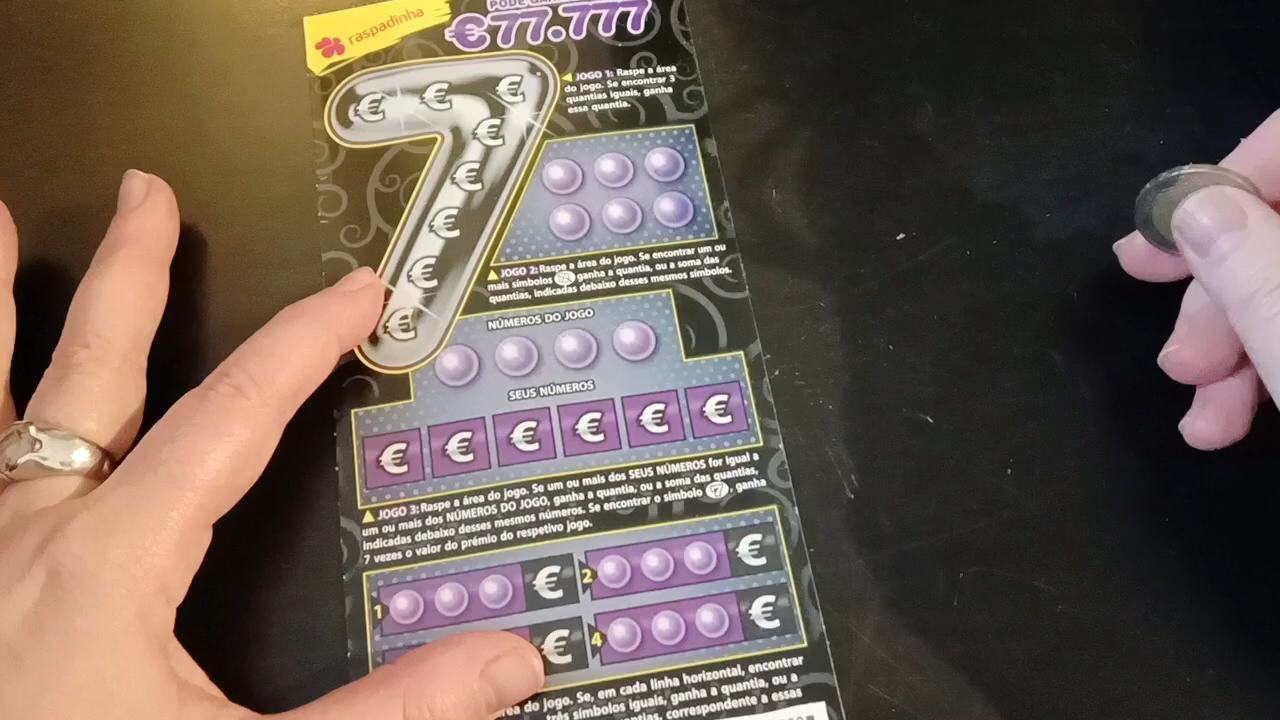 raspadinha
€77.777
JOGO 1: Raspe a área
do jogo. Se encontrar 3
quantias iguais, ganha
essa quantia.
€ € €
€
€
€
€
€
JOGO 2: Raspe a área do jogo. Se encontrar um ou
mais símbolos ganha a quantia, ou a soma das
quantias, indicadas debaixo desses mesmos símbolos.
NÚMEROS DO JOGO
SEUS NÚMEROS
€ € € € € €
JOGO 3: Raspe a área do jogo. Se um ou mais dos SEUS NÚMEROS for igual a
um ou mais dos NÚMEROS DO JOGO, ganha a quantia, ou a soma das quantias,
indicadas debaixo desses mesmos números. Se encontrar o símbolo , ganha
7 vezes o valor do prémio do respetivo jogo.
1 € 2 €
€ 4 €
do jogo. Se, em cada linha horizontal, encontrar
três símbolos iguais, ganha a quantia, ou a
correspondente a essas